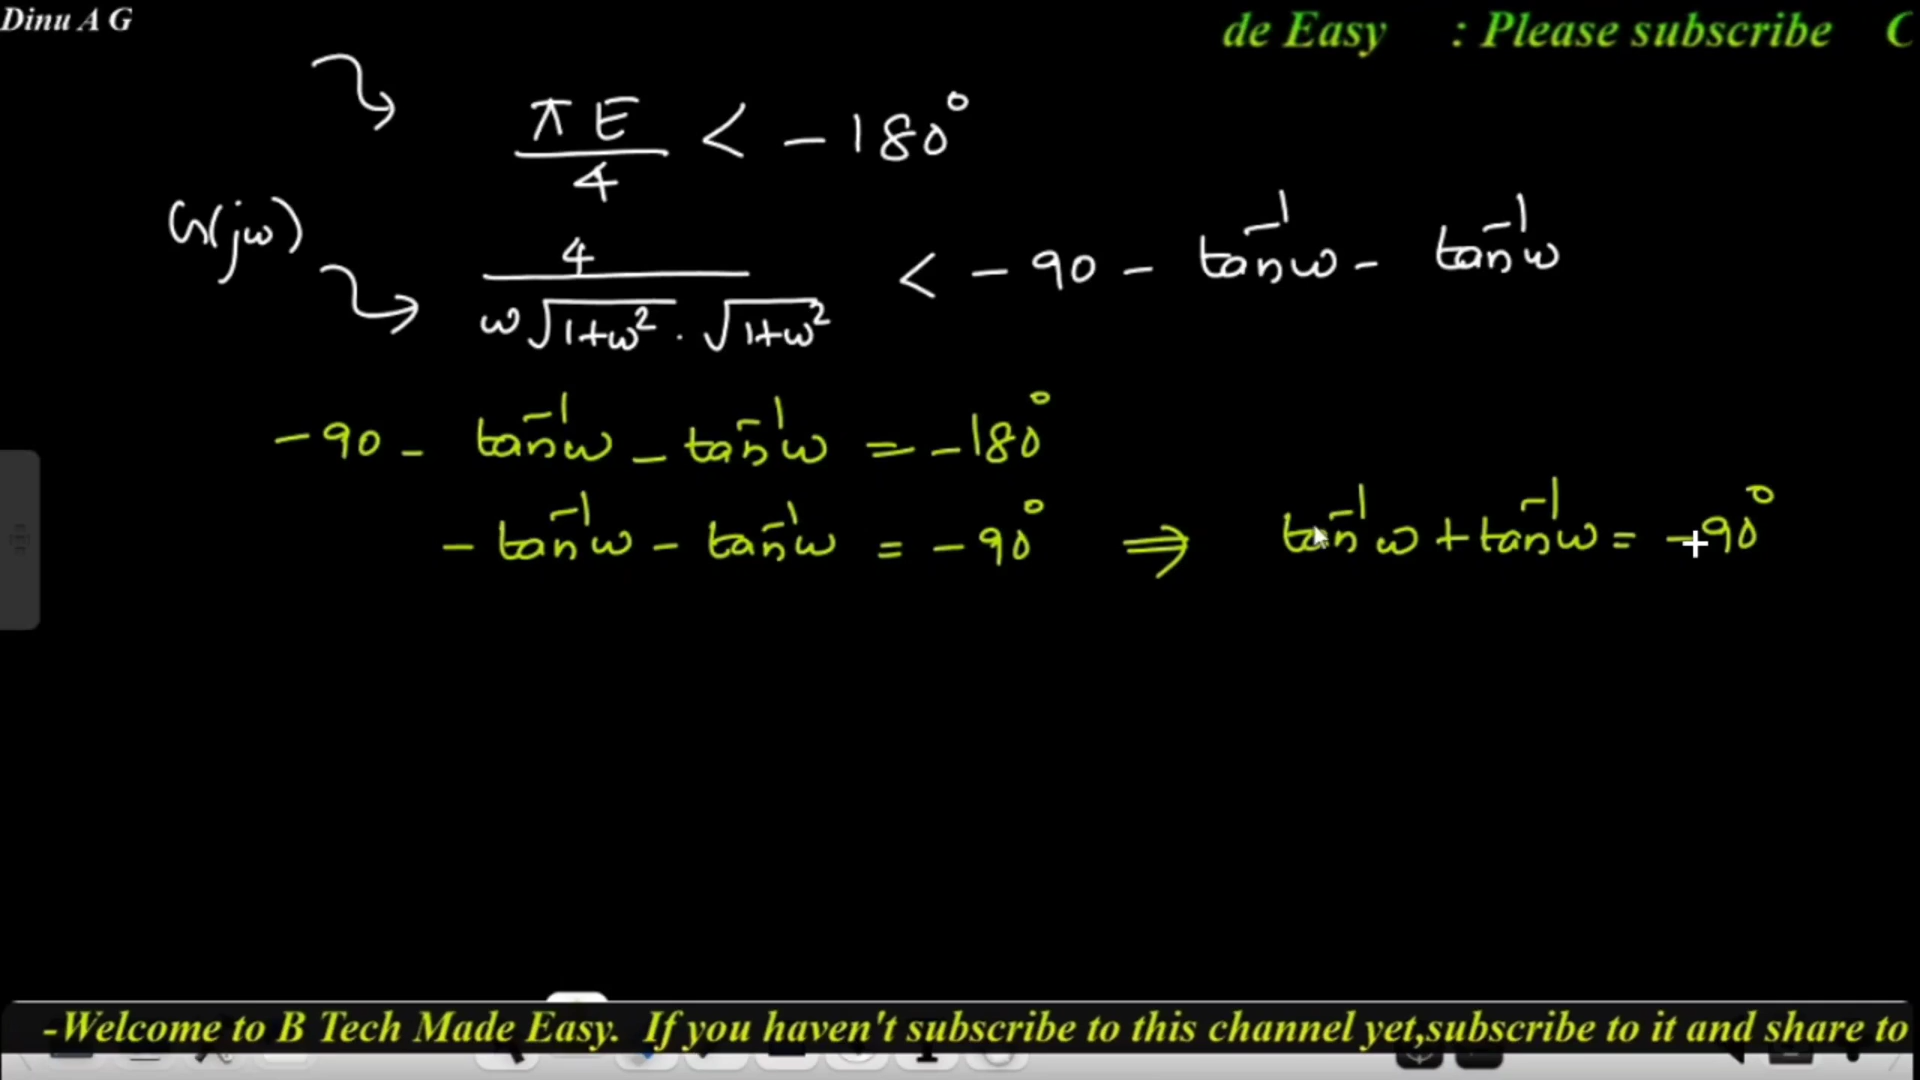 Dinu A G
de Easy : Please subscribe C
πE/4 < -180°
G(jω)
4/(ω√(1+ω²) · √(1+ω²)) < -90 - tan⁻¹ω - tan⁻¹ω
-90 - tan⁻¹ω - tan⁻¹ω = -180°
-tan⁻¹ω - tan⁻¹ω = -90° ⇒ tan⁻¹ω + tan⁻¹ω = -90°
-Welcome to B Tech Made Easy. If you haven't subscribe to this channel yet,subscribe to it and share to